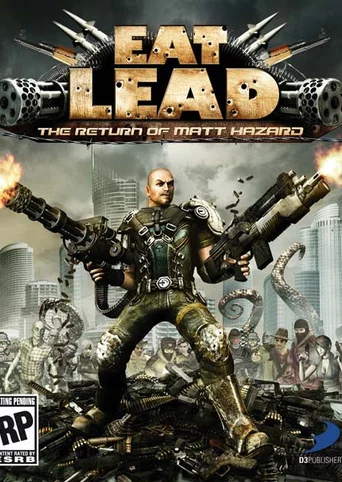 EAT
LEAD
THE RETURN OF MATT HAZARD
RATING PENDING
RP
CONTENT RATED BY
ESRB
D3PUBLISHER